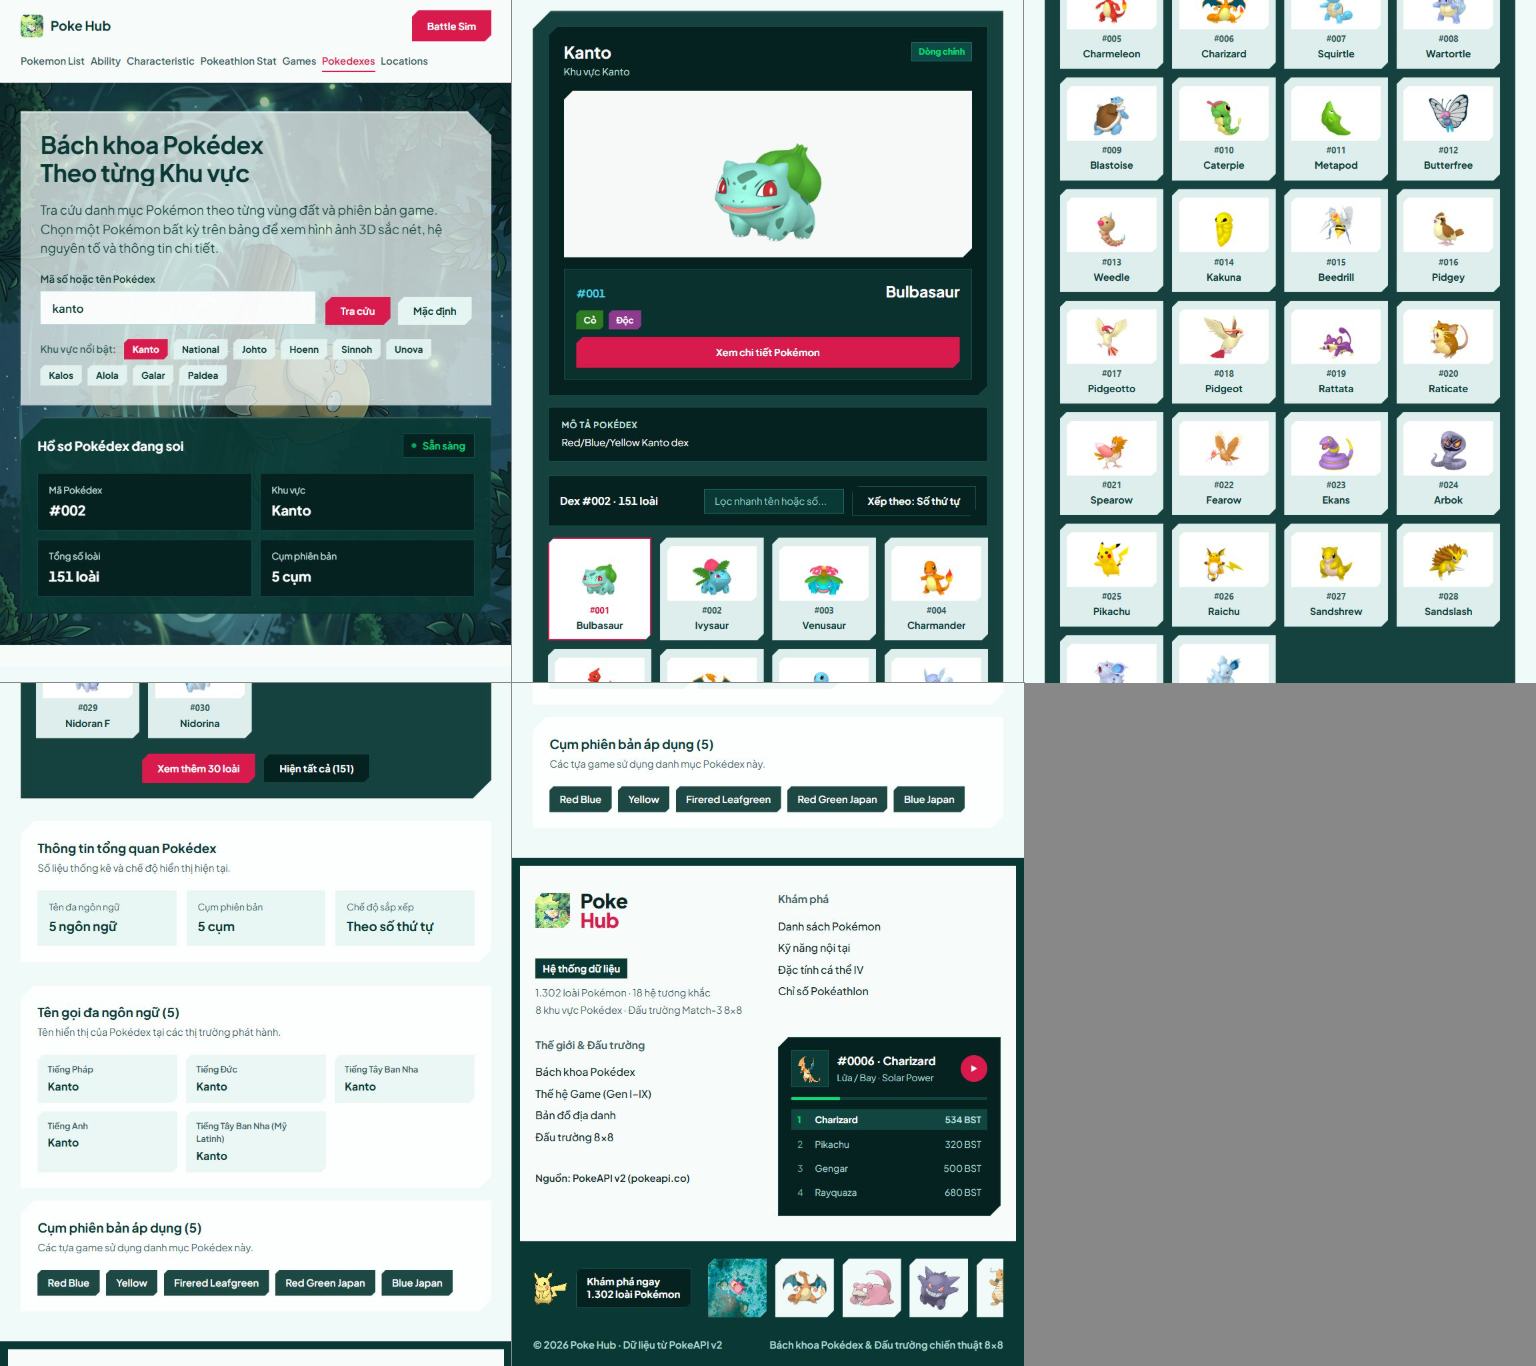 Poke Hub
Battle Sim
Pokemon List Ability Characteristic Pokeathlon Stat Games Pokedexes Locations
Bách khoa Pokédex
Theo từng Khu vực
Tra cứu danh mục Pokémon theo từng vùng đất và phiên bản game.
Chọn một Pokémon bất kỳ trên bảng để xem hình ảnh 3D sắc nét, hệ
nguyên tố và thông tin chi tiết.
Mã số hoặc tên Pokédex
kanto
Tra cứu
Mặc định
Khu vực nổi bật: Kanto National Johto Hoenn Sinnoh Unova
Kalos Alola Galar Paldea
Hồ sơ Pokédex đang soi
Sẵn sàng
Mã Pokédex
#002
Khu vực
Kanto
Tổng số loài
151 loài
Cụm phiên bản
5 cụm
Kanto
Khu vực Kanto
Dòng chính
#001
Bulbasaur
Cỏ Độc
Xem chi tiết Pokémon
MÔ TẢ POKÉDEX
Red/Blue/Yellow Kanto dex
Dex #002 · 151 loài
Lọc nhanh tên hoặc số...
Xếp theo: Số thứ tự
#001 #002 #003 #004
Bulbasaur Ivysaur Venusaur Charmander
#005 #006 #007 #008
Charmeleon Charizard Squirtle Wartortle
#009 #010 #011 #012
Blastoise Caterpie Metapod Butterfree
#013 #014 #015 #016
Weedle Kakuna Beedrill Pidgey
#017 #018 #019 #020
Pidgeotto Pidgeot Rattata Raticate
#021 #022 #023 #024
Spearow Fearow Ekans Arbok
#025 #026 #027 #028
Pikachu Raichu Sandshrew Sandslash
#029 #030
Nidoran F Nidorina
Xem thêm 30 loài
Hiện tất cả (151)
Thông tin tổng quan Pokédex
Số liệu thống kê và chế độ hiển thị hiện tại.
Tên đa ngôn ngữ
5 ngôn ngữ
Cụm phiên bản
5 cụm
Chế độ sắp xếp
Theo số thứ tự
Tên gọi đa ngôn ngữ (5)
Tên hiển thị của Pokédex tại các thị trường phát hành.
Tiếng Pháp
Kanto
Tiếng Đức
Kanto
Tiếng Tây Ban Nha
Kanto
Tiếng Anh
Kanto
Tiếng Tây Ban Nha (Mỹ
Latinh)
Kanto
Cụm phiên bản áp dụng (5)
Các tựa game sử dụng danh mục Pokédex này.
Red Blue Yellow Firered Leafgreen Red Green Japan Blue Japan
Cụm phiên bản áp dụng (5)
Các tựa game sử dụng danh mục Pokédex này.
Red Blue Yellow Firered Leafgreen Red Green Japan Blue Japan
Poke
Hub
Hệ thống dữ liệu
1.302 loài Pokémon · 18 hệ tương khắc
8 khu vực Pokédex · Đấu trường Match-3 8×8
Khám phá
Danh sách Pokémon
Kỹ năng nội tại
Đặc tính cá thể IV
Chỉ số Pokéathlon
Thế giới & Đấu trường
Bách khoa Pokédex
Thế hệ Game (Gen I–IX)
Bản đồ địa danh
Đấu trường 8×8
Nguồn: PokeAPI v2 (pokeapi.co)
#0006 · Charizard
Lửa / Bay · Solar Power
1 Charizard 534 BST
2 Pikachu 320 BST
3 Gengar 500 BST
4 Rayquaza 680 BST
Khám phá ngay
1.302 loài Pokémon
© 2026 Poke Hub · Dữ liệu từ PokeAPI v2
Bách khoa Pokédex & Đấu trường chiến thuật 8×8